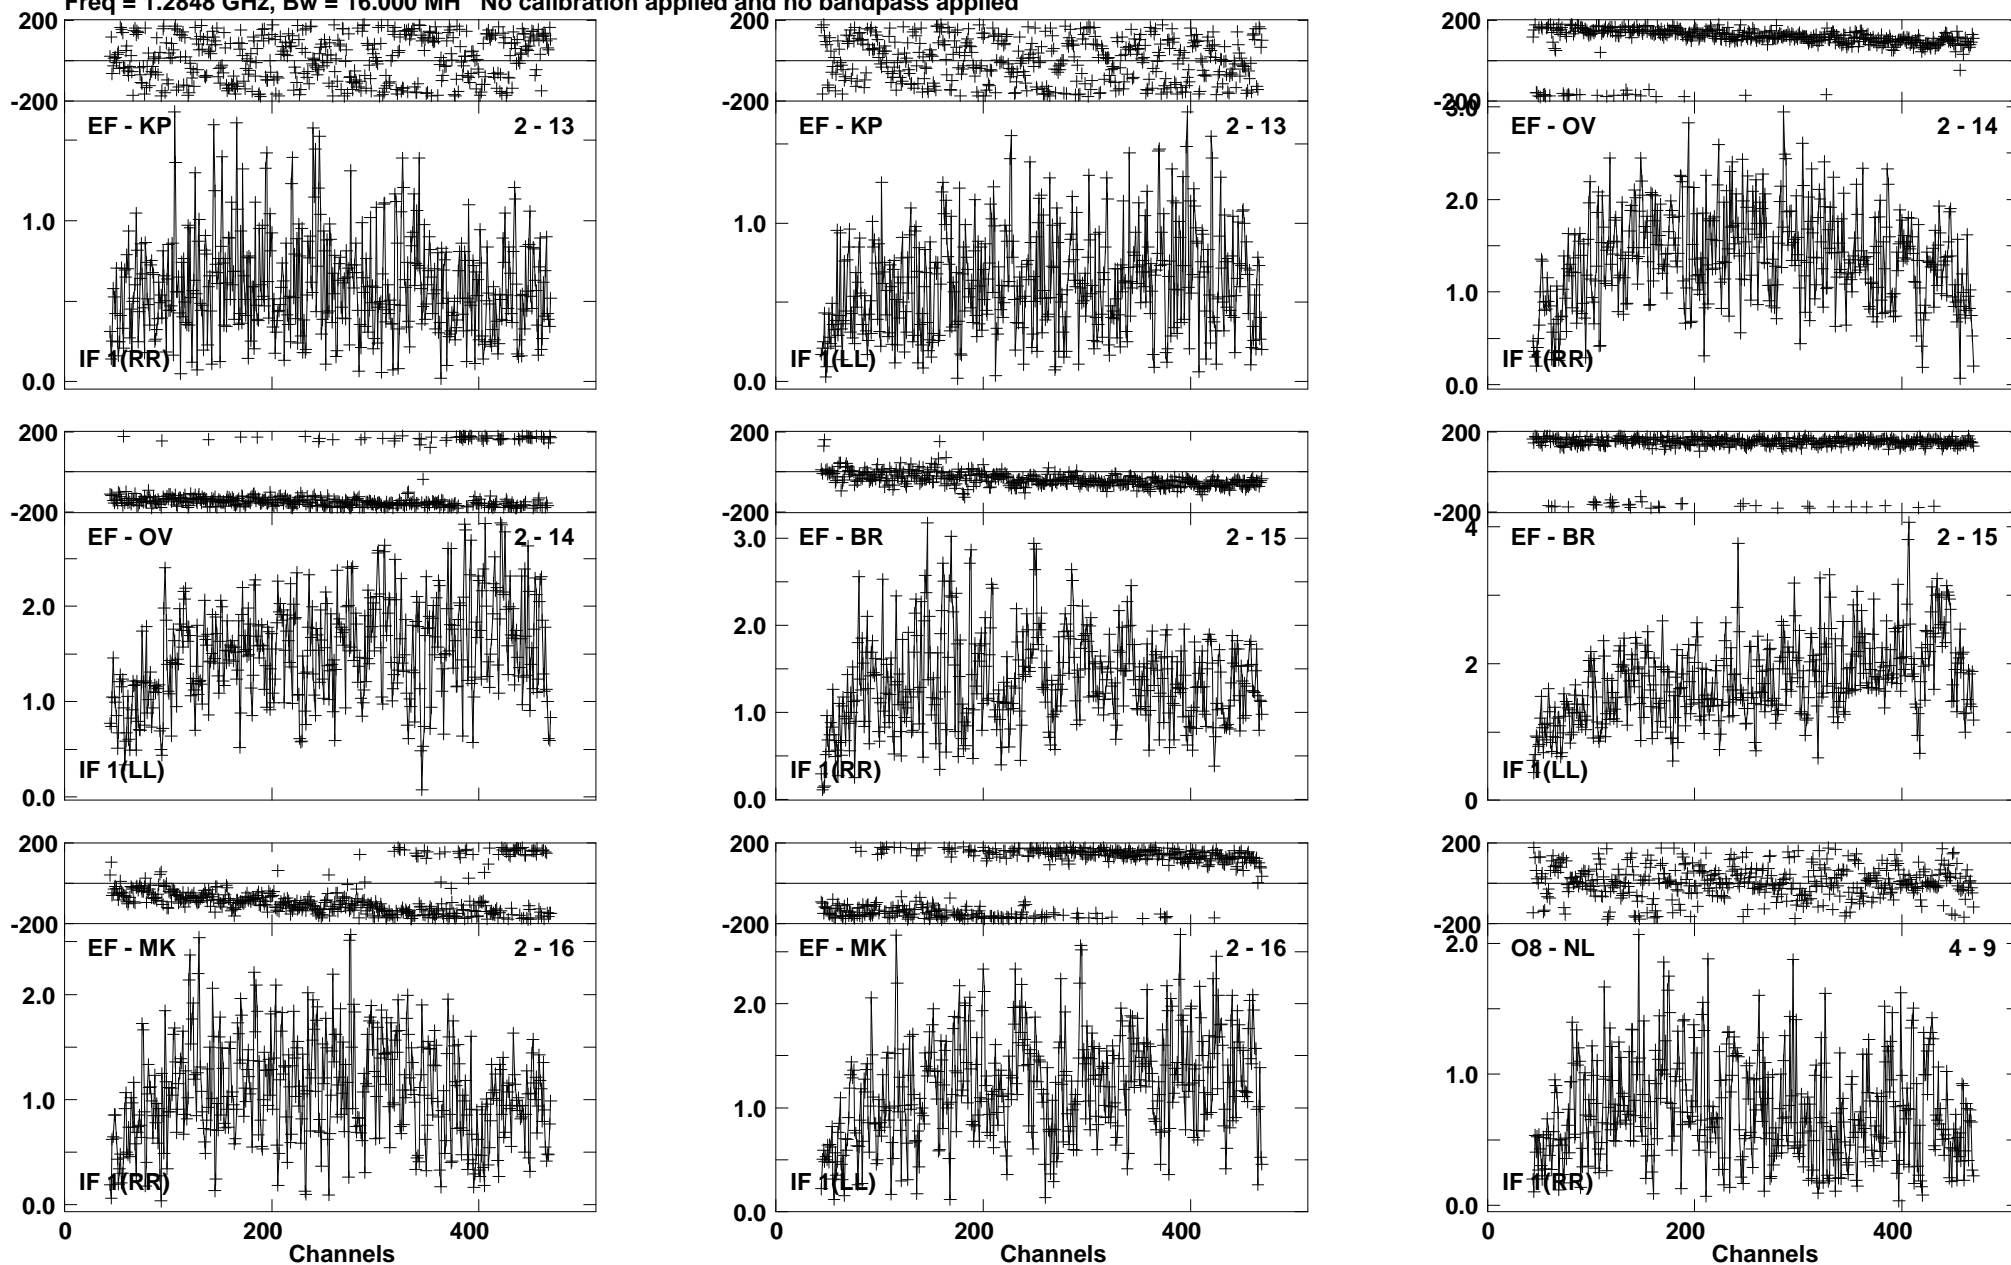 Freq = 1.2848 GHz, Bw = 16.000 MH   No calibration applied and no bandpass applied
200
-200
EF - KP 2 - 13
1.0
IF 1(RR)
0.0
200
-200
EF - KP 2 - 13
1.0
IF 1(LL)
0.0
200
-200
3.0
EF - OV 2 - 14
2.0
1.0
IF 1(RR)
0.0
200
-200
EF - OV 2 - 14
2.0
1.0
IF 1(LL)
0.0
200
-200
EF - BR 2 - 15
3.0
2.0
1.0
IF 1(RR)
0.0
200
-200
4
EF - BR 2 - 15
2
IF 1(LL)
0
200
-200
EF - MK 2 - 16
2.0
1.0
IF 1(RR)
0.0
0 200 400
Channels
200
-200
EF - MK 2 - 16
2.0
1.0
IF 1(LL)
0.0
0 200 400
Channels
200
-200
2.0
O8 - NL 4 - 9
1.0
IF 1(RR)
0.0
0 200 400
Channels